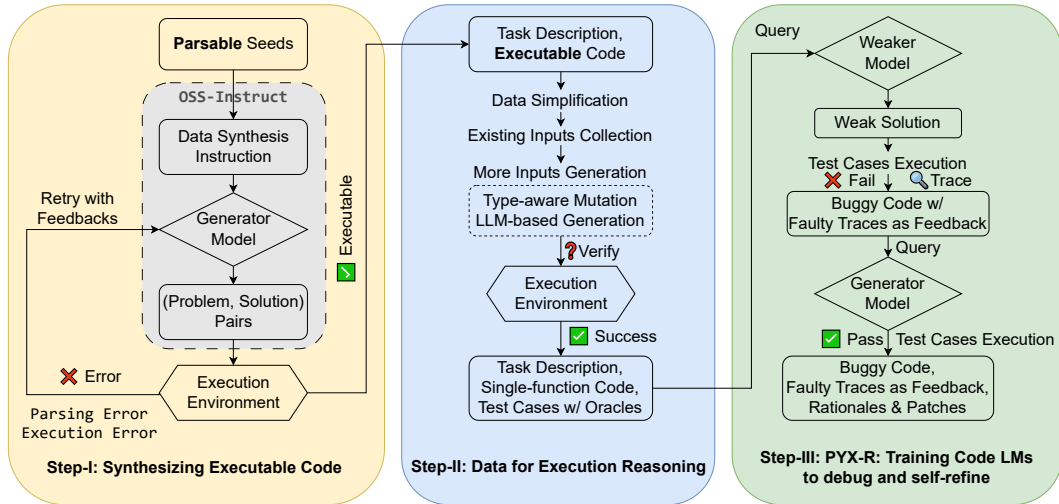 Parsable Seeds
OSS-Instruct
Data Synthesis
Instruction
Retry with
Feedbacks
Generator
Model
Executable
(Problem, Solution)
Pairs
Error
Execution
Environment
Parsing Error
Execution Error
Step-I: Synthesizing Executable Code
Task Description,
Executable Code
Data Simplification
Existing Inputs Collection
More Inputs Generation
Type-aware Mutation
LLM-based Generation
Verify
Execution
Environment
Success
Task Description,
Single-function Code,
Test Cases w/ Oracles
Step-II: Data for Execution Reasoning
Query
Weaker
Model
Weak Solution
Test Cases Execution
Fail Trace
Buggy Code w/
Faulty Traces as Feedback
Query
Generator
Model
Pass Test Cases Execution
Buggy Code,
Faulty Traces as Feedback,
Rationales & Patches
Step-III: PYX-R: Training Code LMs
to debug and self-refine